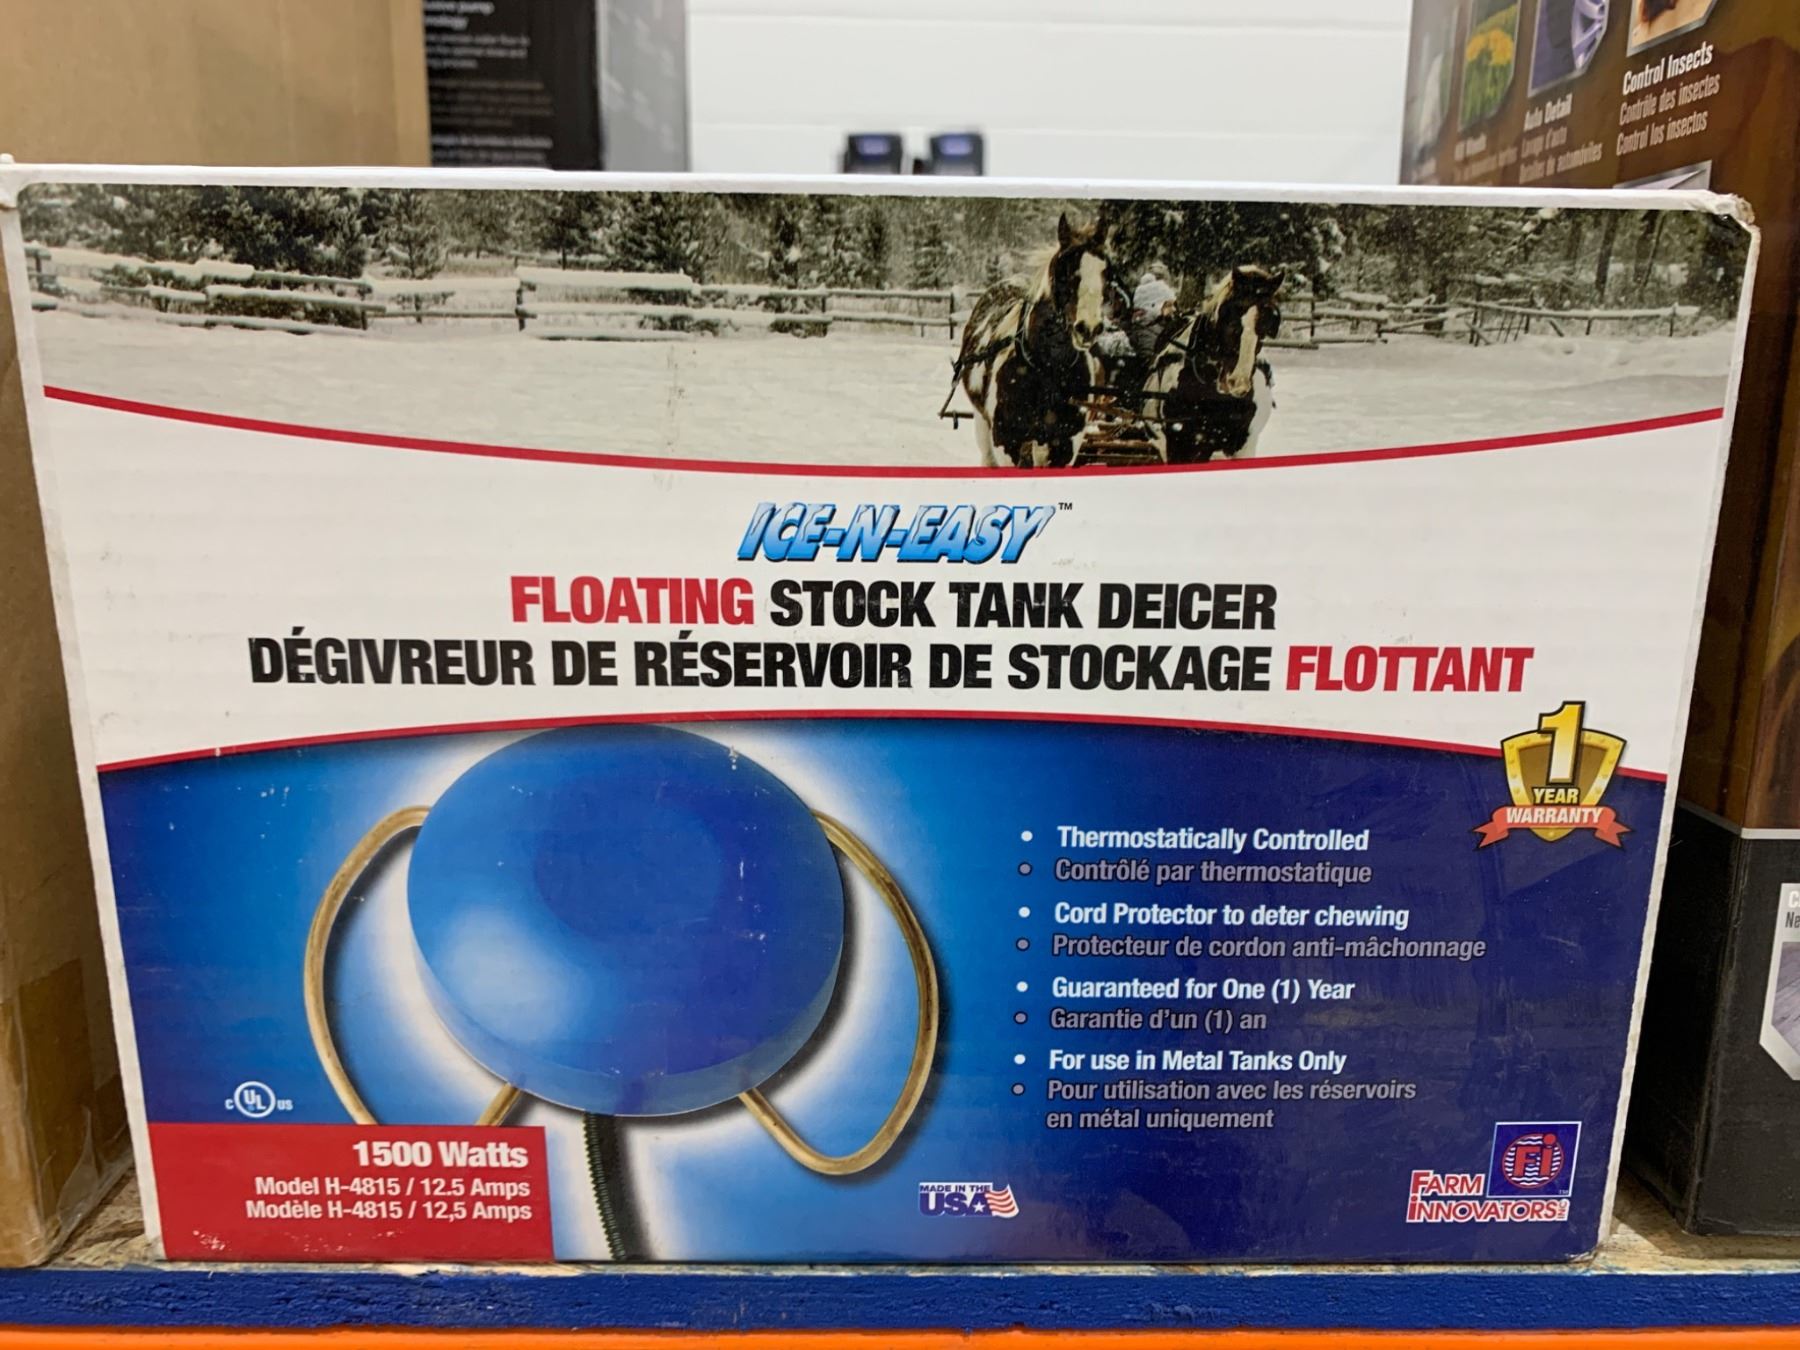 Control Insects
Contrôle des insectes
Control los insectos
Auto Detail
ICE-N-EASY™
FLOATING STOCK TANK DEICER
DÉGIVREUR DE RÉSERVOIR DE STOCKAGE FLOTTANT
1
YEAR
WARRANTY
• Thermostatically Controlled
• Contrôlé par thermostatique
• Cord Protector to deter chewing
• Protecteur de cordon anti-mâchonnage
• Guaranteed for One (1) Year
• Garantie d'un (1) an
• For use in Metal Tanks Only
• Pour utilisation avec les réservoirs
en métal uniquement
C UL US
1500 Watts
Model H-4815 / 12.5 Amps
Modèle H-4815 / 12,5 Amps
MADE IN THE
USA
Fi
FARM
INNOVATORS INC